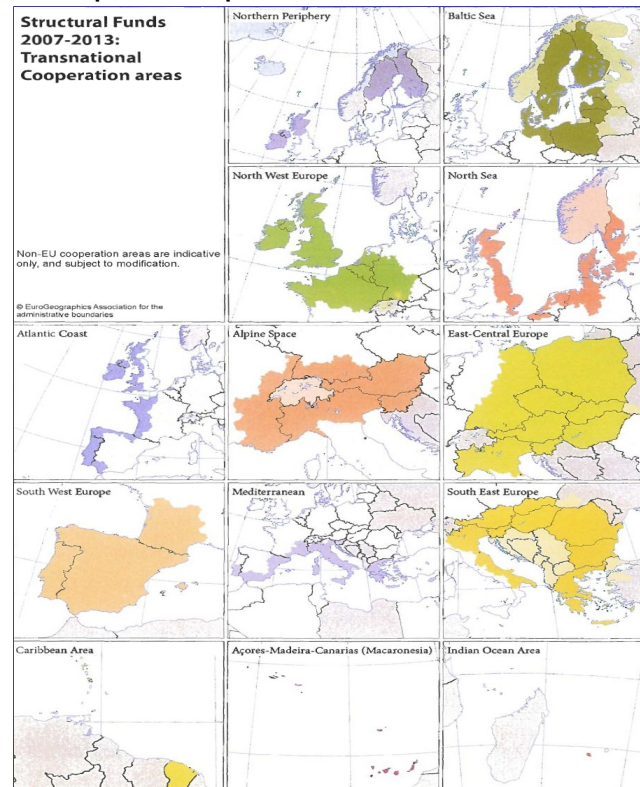 Structural Funds
2007-2013:
Transnational
Cooperation areas
Non-EU cooperation areas are indicative
only, and subject to modification.
© EuroGeographics Association for the
administrative boundaries
Northern Periphery
Baltic Sea
North West Europe
North Sea
Atlantic Coast
Alpine Space
East-Central Europe
South West Europe
Mediterranean
South East Europe
Caribbean Area
Açores-Madeira-Canarias (Macaronesia)
Indian Ocean Area